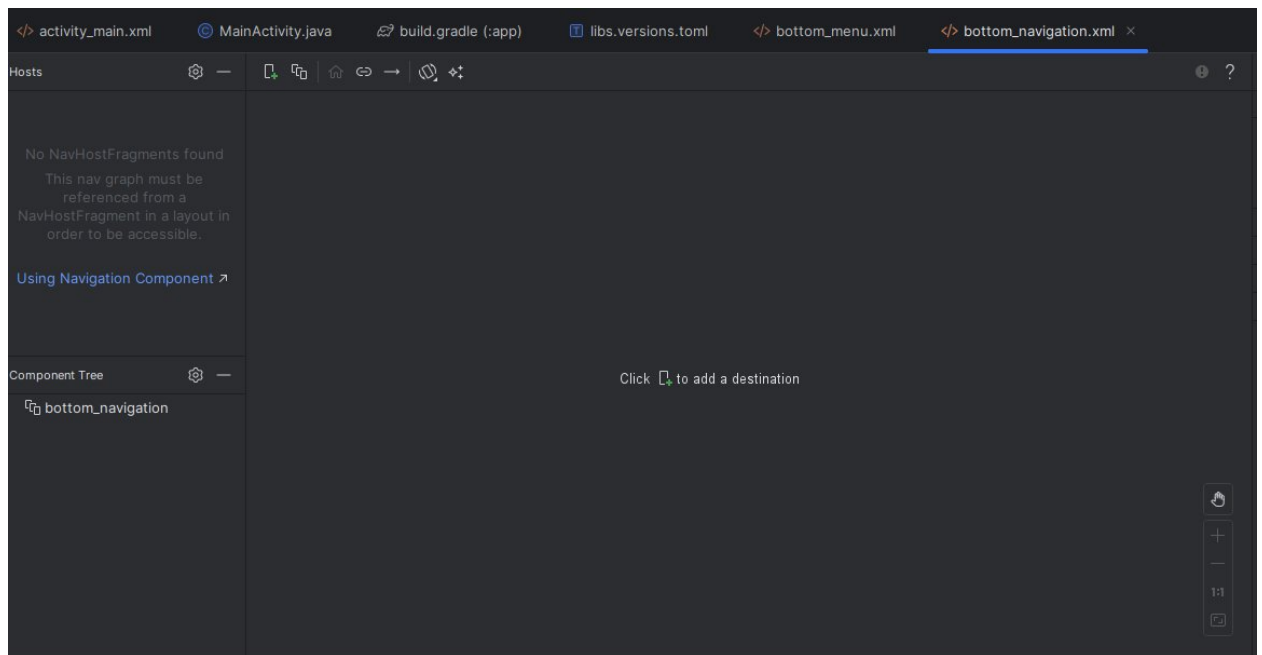 activity_main.xml
MainActivity.java
build.gradle (:app)
libs.versions.toml
bottom_menu.xml
bottom_navigation.xml
Hosts
No NavHostFragments found
This nav graph must be
referenced from a
NavHostFragment in a layout in
order to be accessible.
Using Navigation Component
Component Tree
bottom_navigation
Click to add a destination
1:1